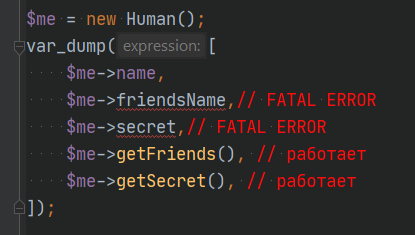 $me = new Human();
var_dump( expression: [
$me->name,
$me->friendsName,// FATAL ERROR
$me->secret,// FATAL ERROR
$me->getFriends(), // работает
$me->getSecret(), // работает
]);